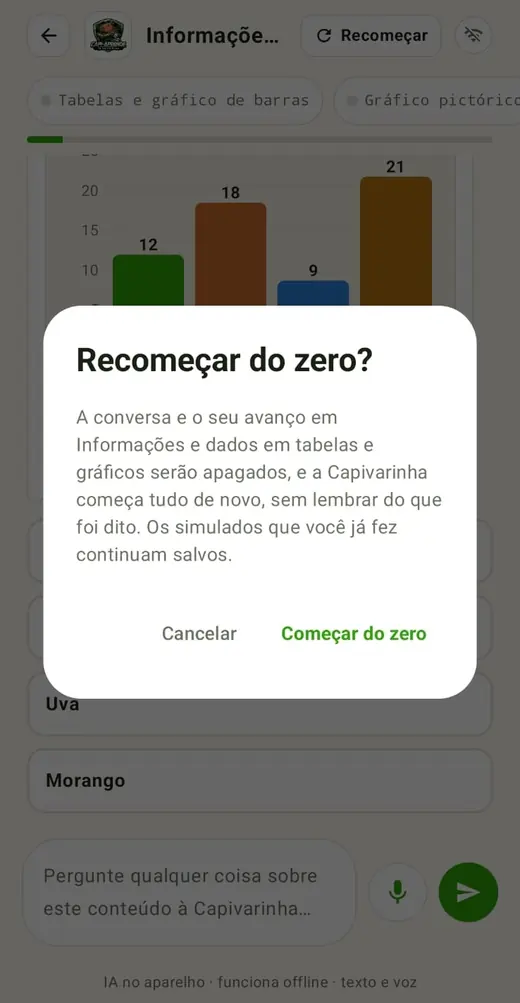 Informaçõe...
Recomeçar
Tabelas e gráfico de barras
Gráfico pictórico
21
20
18
15
12
10
9
Recomeçar do zero?
A conversa e o seu avanço em
Informações e dados em tabelas e
gráficos serão apagados, e a Capivarinha
começa tudo de novo, sem lembrar do que
foi dito. Os simulados que você já fez
continuam salvos.
Cancelar
Começar do zero
Uva
Morango
Pergunte qualquer coisa sobre
este conteúdo à Capivarinha...
IA no aparelho · funciona offline · texto e voz